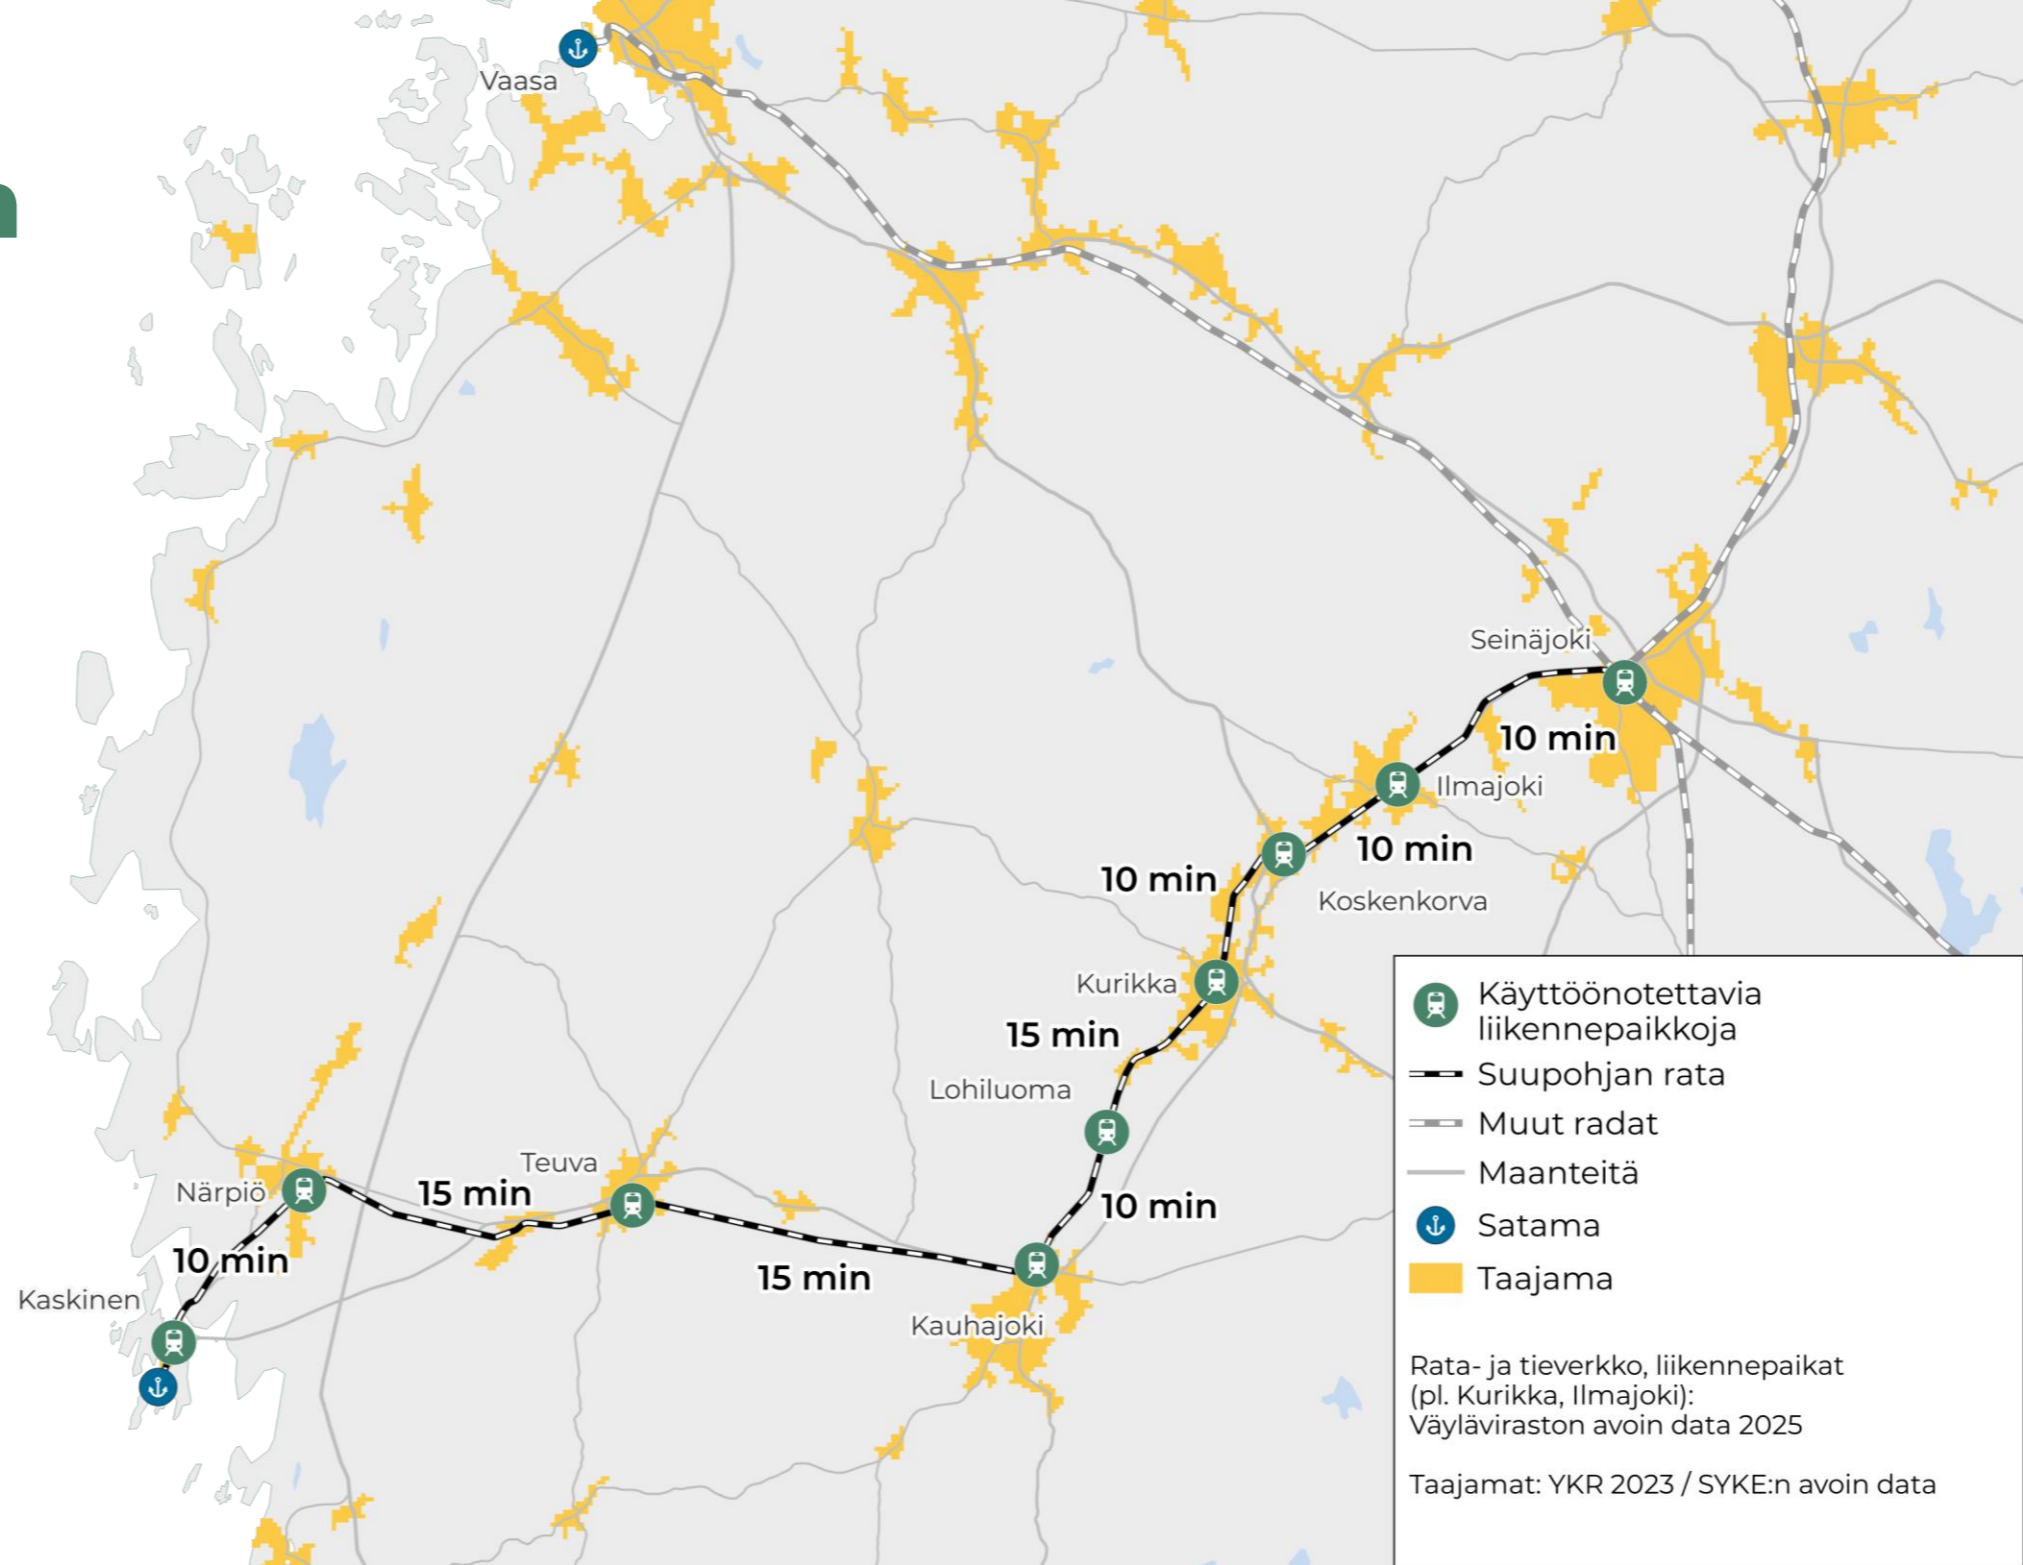 Vaasa
Seinäjoki
10 min
Ilmajoki
10 min
10 min
Koskenkorva
Kurikka
15 min
Lohiluoma
Teuva
Närpiö
15 min
10 min
10 min
15 min
Kaskinen
Kauhajoki
Käyttöönotettavia
liikennepaikkoja
Suupohjan rata
Muut radat
Maanteitä
Satama
Taajama
Rata- ja tieverkko, liikennepaikat
(pl. Kurikka, Ilmajoki):
Väyläviraston avoin data 2025
Taajamat: YKR 2023 / SYKE:n avoin data